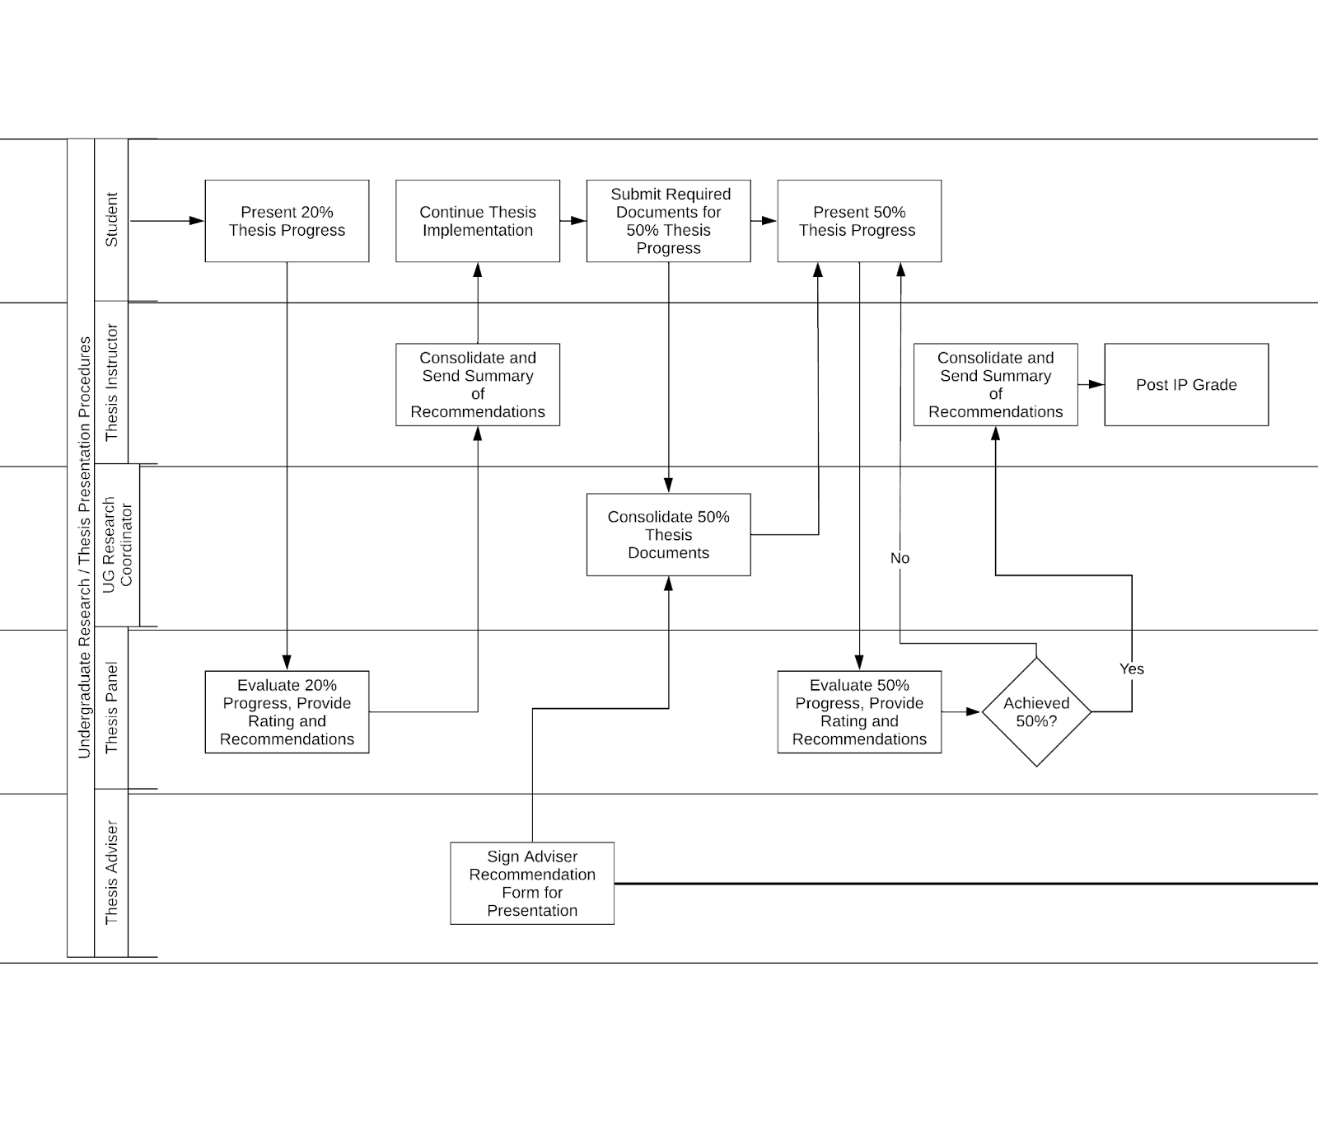 Undergraduate Research / Thesis Presentation Procedures
Student
Present 20%
Thesis Progress
Continue Thesis
Implementation
Submit Required
Documents for
50% Thesis
Progress
Present 50%
Thesis Progress
Thesis Instructor
Consolidate and
Send Summary
of
Recommendations
Consolidate and
Send Summary
of
Recommendations
Post IP Grade
UG Research
Coordinator
Consolidate 50%
Thesis
Documents
No
Thesis Panel
Evaluate 20%
Progress, Provide
Rating and
Recommendations
Evaluate 50%
Progress, Provide
Rating and
Recommendations
Achieved
50%?
Yes
Thesis Adviser
Sign Adviser
Recommendation
Form for
Presentation